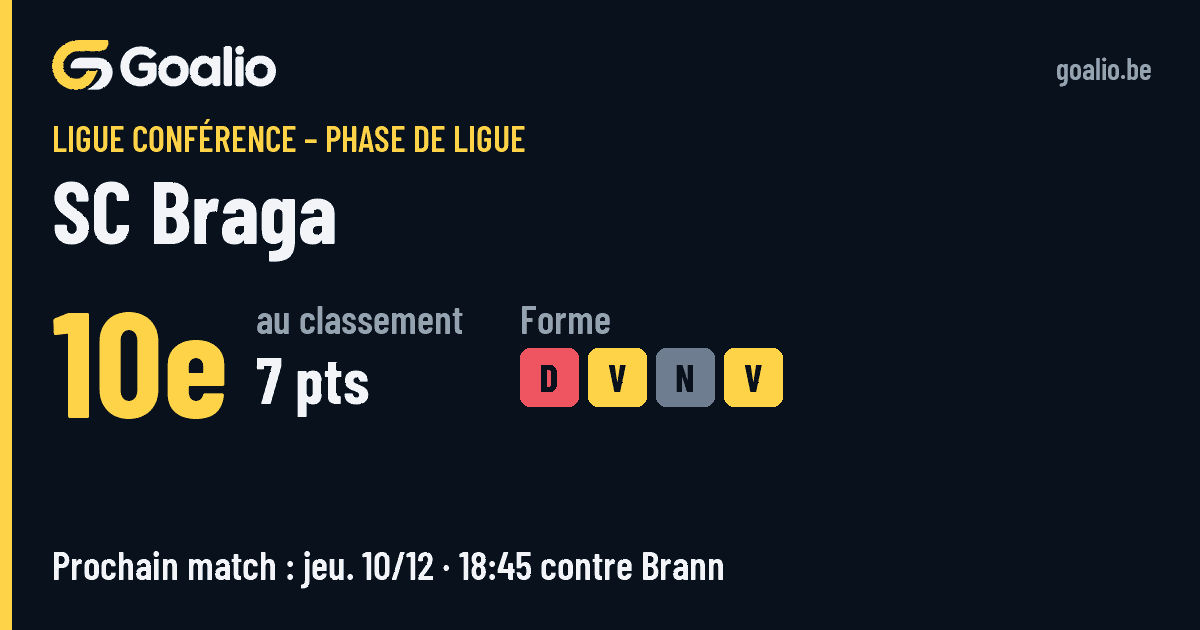 Goalio
goalio.be
LIGUE CONFÉRENCE – PHASE DE LIGUE
SC Braga
10e
au classement
7 pts
Forme
D V N V
Prochain match : jeu. 10/12 · 18:45 contre Brann